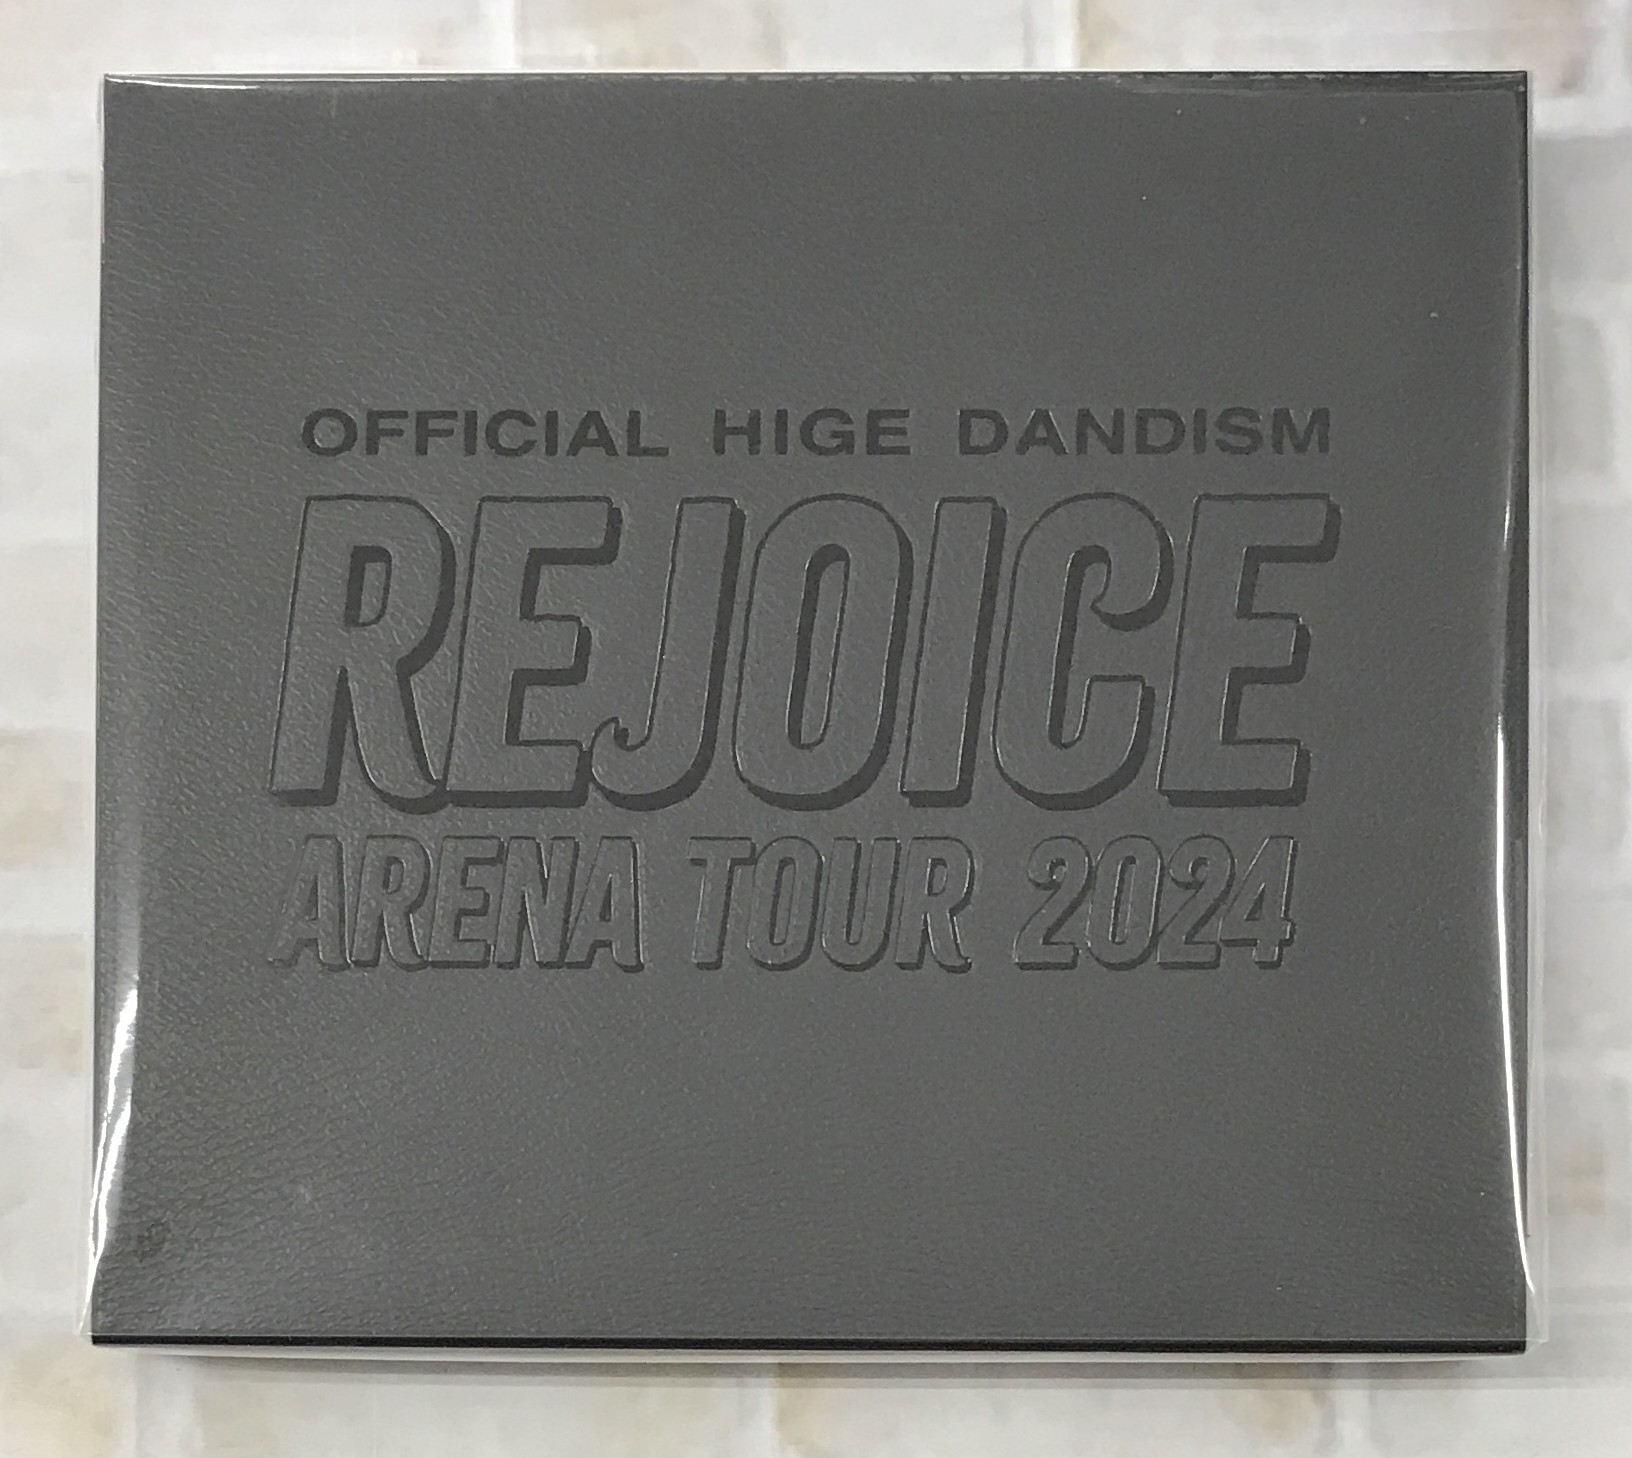 OFFICIAL HIGE DANDISM
REJOICE
ARENA TOUR 2024